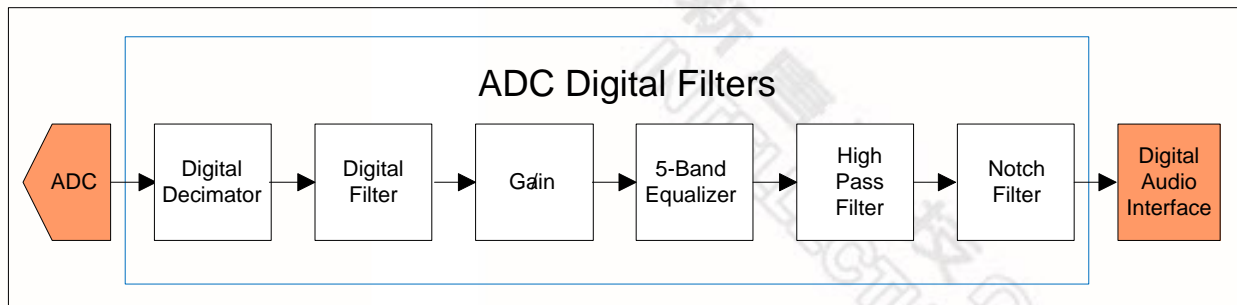 ADC Digital Filters
ADC
Digital
Decimator
Digital
Filter
Gain
5-Band
Equalizer
High
Pass
Filter
Notch
Filter
Digital
Audio
Interface